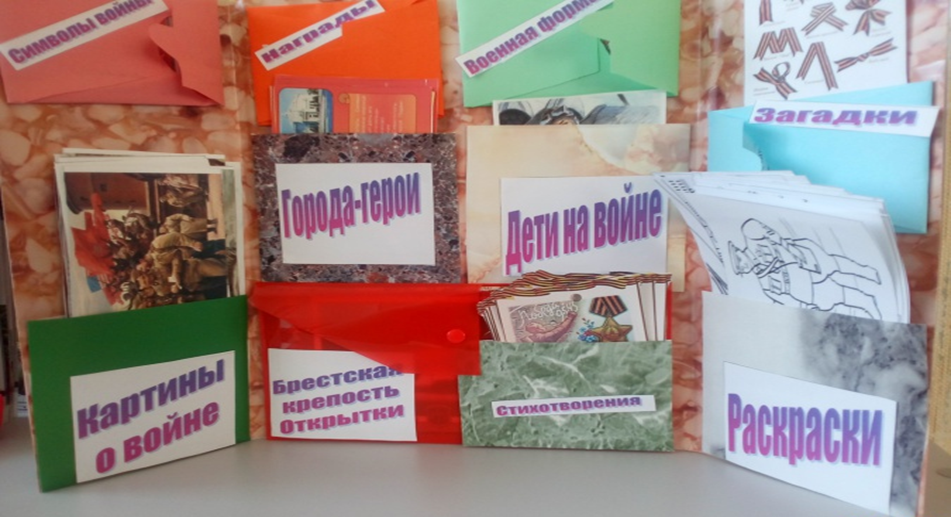 Символы войны
Награды
Военная форма
Загадки
Города-герои
Дети на войне
Картины
о войне
Брестская
крепость
Открытки
Стихотворения
Раскраски